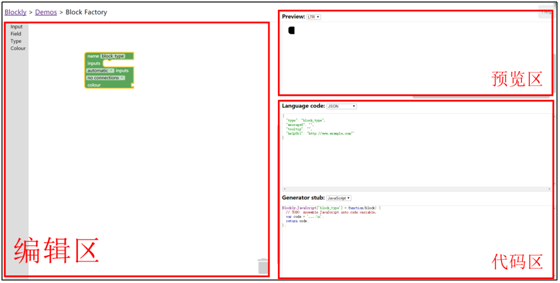 Blockly > Demos > Block Factory
Input
Field
Type
Colour
name block_type
inputs
automatic inputs
no connections
colour
编辑区
Preview: LTR
预览区
Language code: JSON
{
"type": "block_type",
"message0": "",
"tooltip": "",
"helpUrl": "http://www.example.com/"
}
Generator stub: JavaScript
Blockly.JavaScript['block_type'] = function(block) {
// TODO: Assemble JavaScript into code variable.
var code = '...;\n';
return code;
代码区